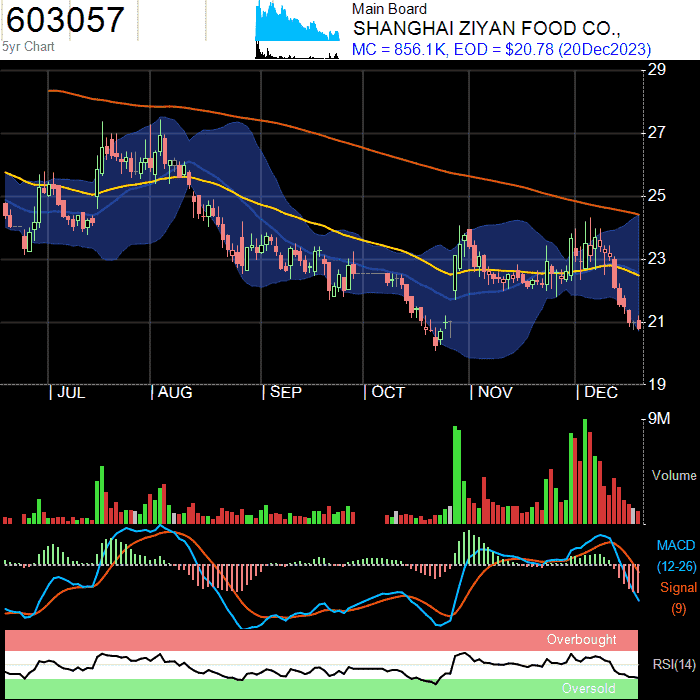 603057
5yr Chart
Main Board
SHANGHAI ZIYAN FOOD CO.,
MC = 856.1K, EOD = $20.78 (20Dec2023)
29
27
25
23
21
19
| JUL | AUG | SEP | OCT | NOV | DEC
9M
Volume
MACD
(12-26)
Signal
(9)
Overbought
RSI(14)
Oversold